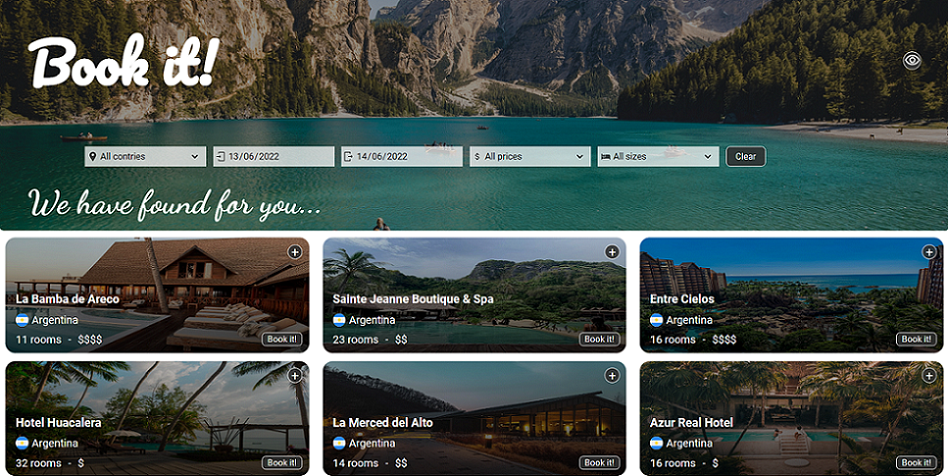 Book it!
All contries
13/06/2022
14/06/2022
$ All prices
All sizes
Clear
We have found for you...
La Bamba de Areco
Argentina
11 rooms - $$$$
Book it!
Sainte Jeanne Boutique & Spa
Argentina
23 rooms - $$
Book it!
Entre Cielos
Argentina
16 rooms - $$$$
Book it!
Hotel Huacalera
Argentina
32 rooms - $
Book it!
La Merced del Alto
Argentina
14 rooms - $$
Book it!
Azur Real Hotel
Argentina
16 rooms - $
Book it!